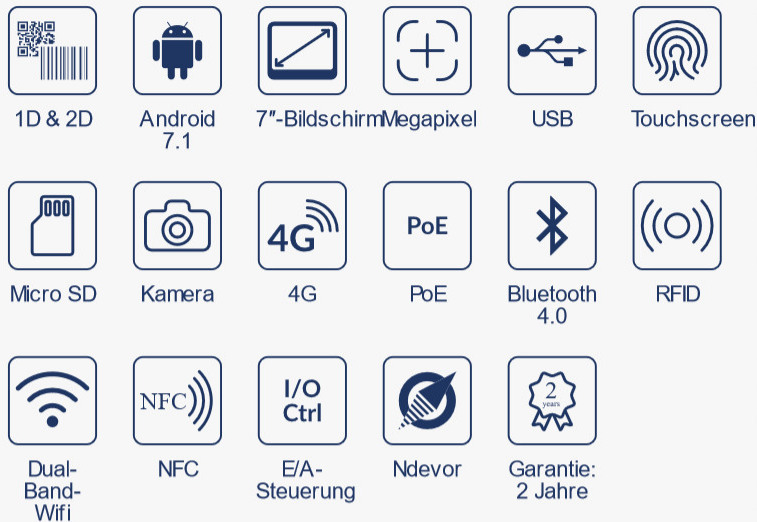 1D & 2D
Android
7.1
7"-Bildschirm
Megapixel
USB
Touchscreen
4G
PoE
Micro SD
Kamera
4G
PoE
Bluetooth
4.0
RFID
NFC
I/O
Ctrl
2
years
Dual-
Band-
Wifi
NFC
E/A-
Steuerung
Ndevor
Garantie:
2 Jahre